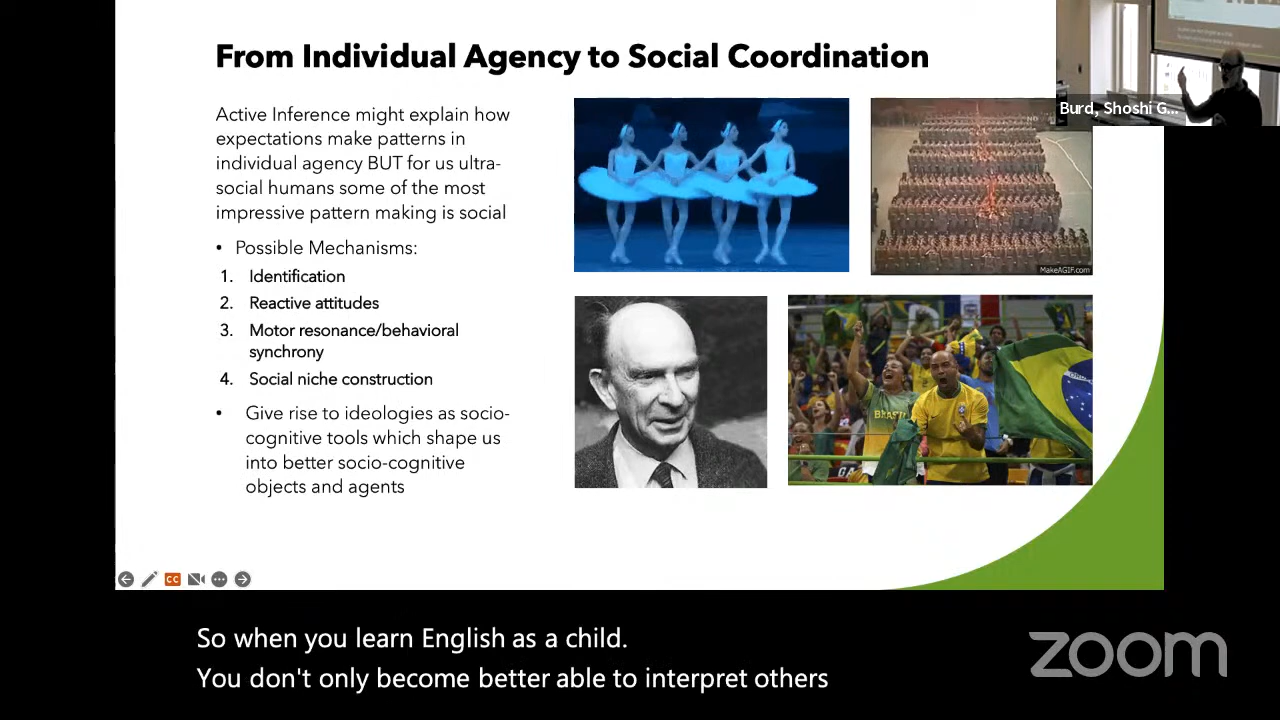 From Individual Agency to Social Coordination
Burd, Shoshi G...
Active Inference might explain how
expectations make patterns in
individual agency BUT for us ultra-
social humans some of the most
impressive pattern making is social
• Possible Mechanisms:
1. Identification
2. Reactive attitudes
3. Motor resonance/behavioral
synchrony
4. Social niche construction
• Give rise to ideologies as socio-
cognitive tools which shape us
into better socio-cognitive
objects and agents
MakeAGIF.com
BRASIL
CC
So when you learn English as a child.
You don't only become better able to interpret others
zoom